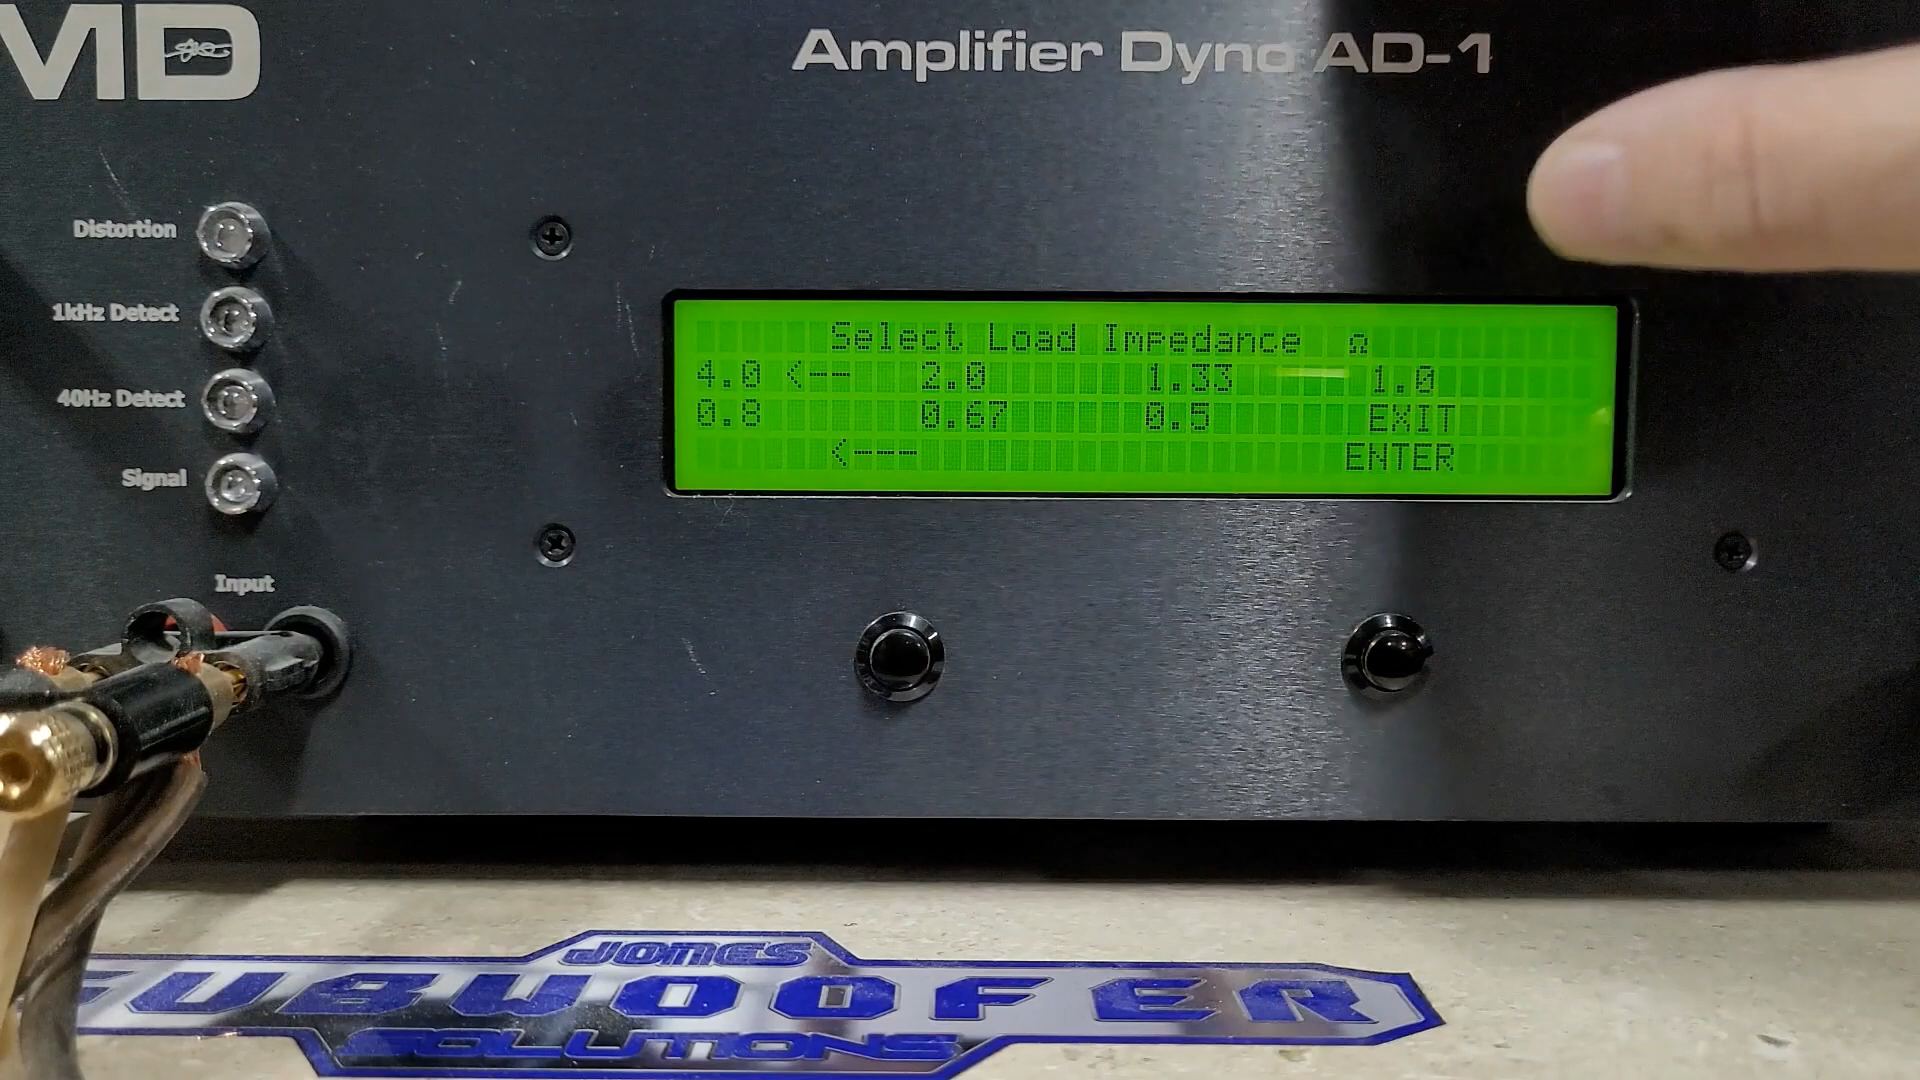 MD
Amplifier Dyno AD-1
Distortion
1kHz Detect
40Hz Detect
Signal
Input
Select Load Impedance Ω
4.0 <-- 2.0 1.33 1.0
0.8 0.67 0.5 EXIT
<--- ENTER
JONES
SUBWOOFER
SOLUTIONS